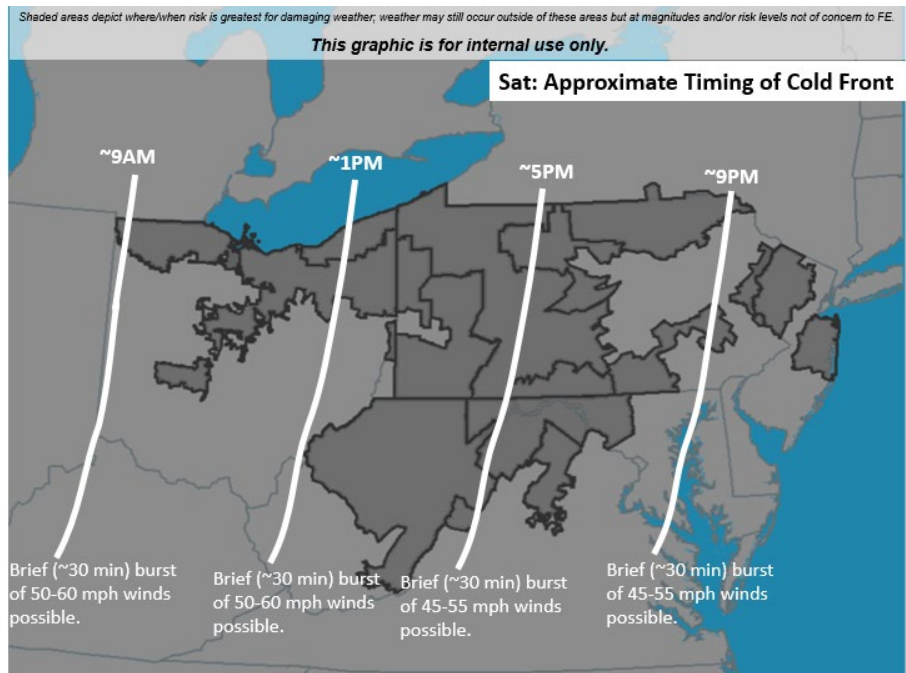 Shaded areas depict where/when risk is greatest for damaging weather; weather may still occur outside of these areas but at magnitudes and/or risk levels not of concern to FE.
This graphic is for internal use only.
Sat: Approximate Timing of Cold Front
~9AM
~1PM
~5PM
~9PM
Brief (~30 min) burst
of 50-60 mph winds
possible.
Brief (~30 min) burst
of 50-60 mph winds
possible.
Brief (~30 min) burst
of 45-55 mph winds
possible.
Brief (~30 min) burst
of 45-55 mph winds
possible.